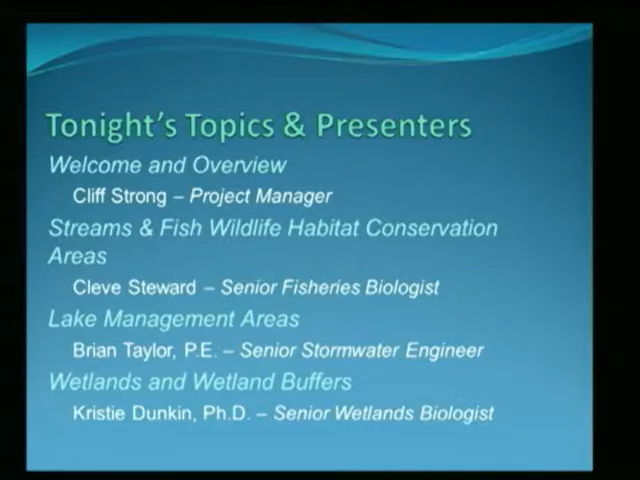 Tonight's Topics & Presenters
Welcome and Overview
Cliff Strong – Project Manager
Streams & Fish Wildlife Habitat Conservation
Areas
Cleve Steward – Senior Fisheries Biologist
Lake Management Areas
Brian Taylor, P.E. – Senior Stormwater Engineer
Wetlands and Wetland Buffers
Kristie Dunkin, Ph.D. – Senior Wetlands Biologist